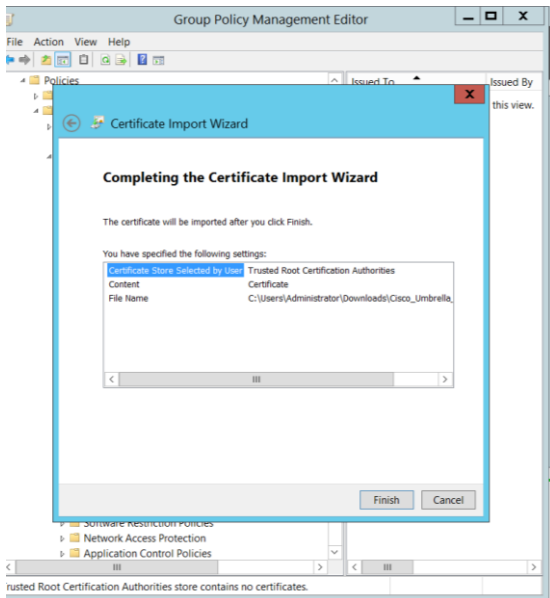 Group Policy Management Editor
File Action View Help
Policies
Issued To
Issued By
this view.
Certificate Import Wizard
Completing the Certificate Import Wizard
The certificate will be imported after you click Finish.
You have specified the following settings:
Certificate Store Selected by User Trusted Root Certification Authorities
Content Certificate
File Name C:\Users\Administrator\Downloads\Cisco_Umbrella_
Finish Cancel
Software Restriction Policies
Network Access Protection
Application Control Policies
Trusted Root Certification Authorities store contains no certificates.